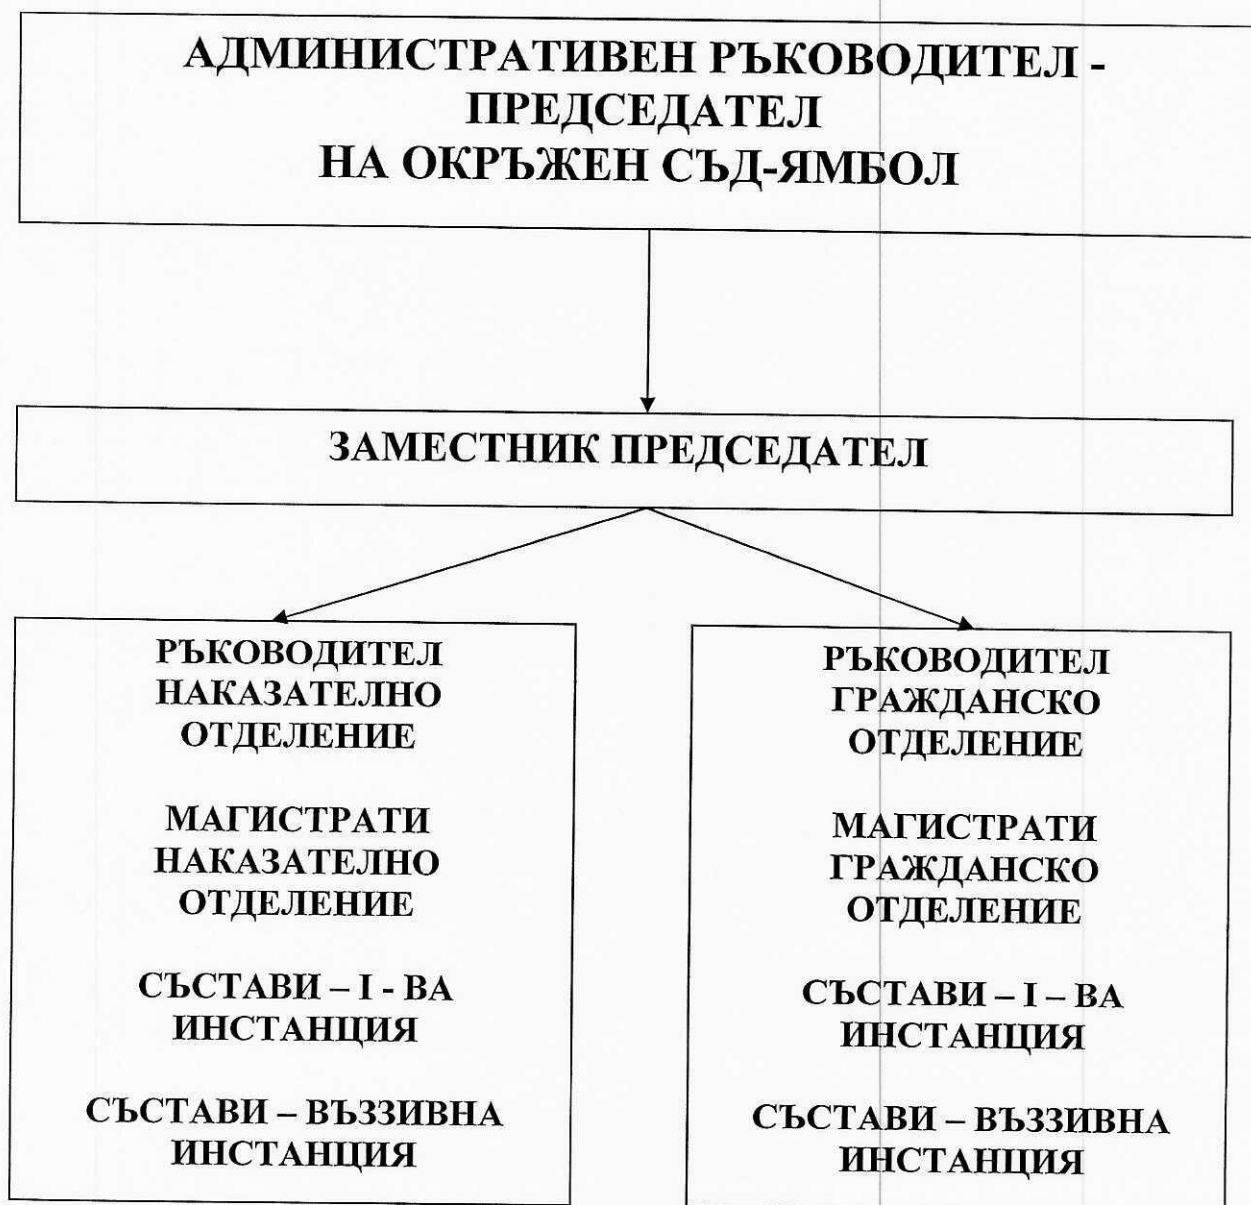 АДМИНИСТРАТИВЕН РЪКОВОДИТЕЛ -
ПРЕДСЕДАТЕЛ
НА ОКРЪЖЕН СЪД-ЯМБОЛ
ЗАМЕСТНИК ПРЕДСЕДАТЕЛ
РЪКОВОДИТЕЛ
НАКАЗАТЕЛНО
ОТДЕЛЕНИЕ
МАГИСТРАТИ
НАКАЗАТЕЛНО
ОТДЕЛЕНИЕ
СЪСТАВИ – I - ВА
ИНСТАНЦИЯ
СЪСТАВИ – ВЪЗЗИВНА
ИНСТАНЦИЯ
РЪКОВОДИТЕЛ
ГРАЖДАНСКО
ОТДЕЛЕНИЕ
МАГИСТРАТИ
ГРАЖДАНСКО
ОТДЕЛЕНИЕ
СЪСТАВИ – I – ВА
ИНСТАНЦИЯ
СЪСТАВИ – ВЪЗЗИВНА
ИНСТАНЦИЯ